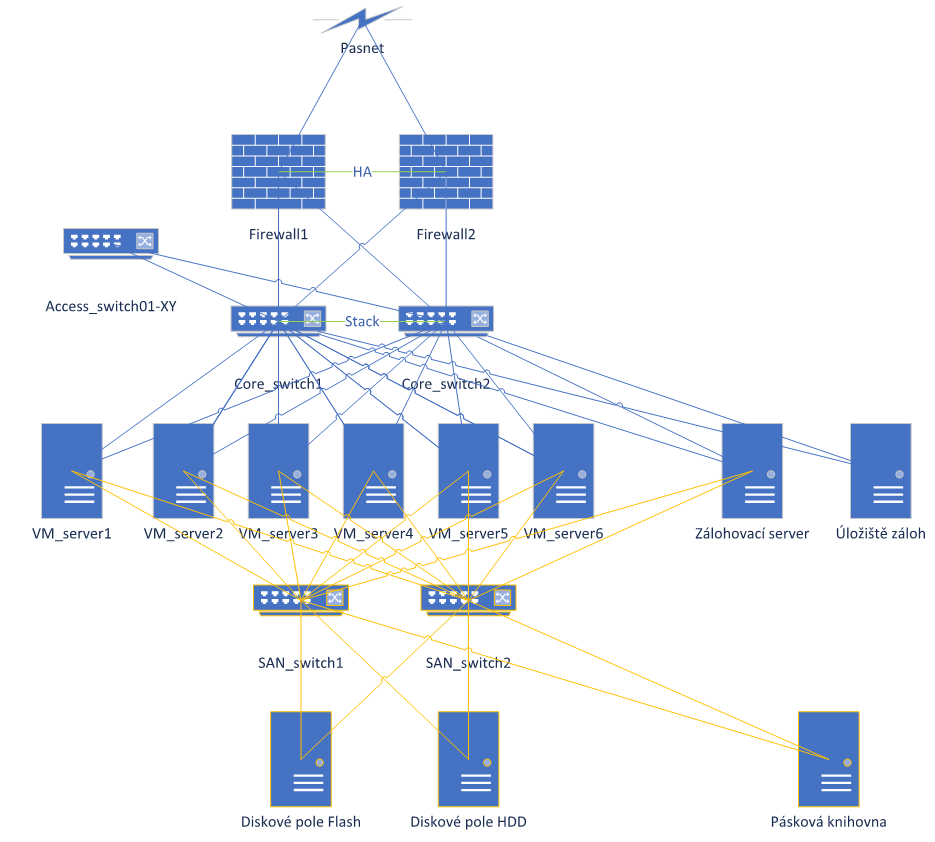 Pasnet
HA
Firewall1
Firewall2
Access_switch01-XY
Stack
Core_switch1
Core_switch2
VM_server1
VM_server2
VM_server3
VM_server4
VM_server5
VM_server6
Zálohovací server
Úložiště záloh
SAN_switch1
SAN_switch2
Diskové pole Flash
Diskové pole HDD
Pásková knihovna